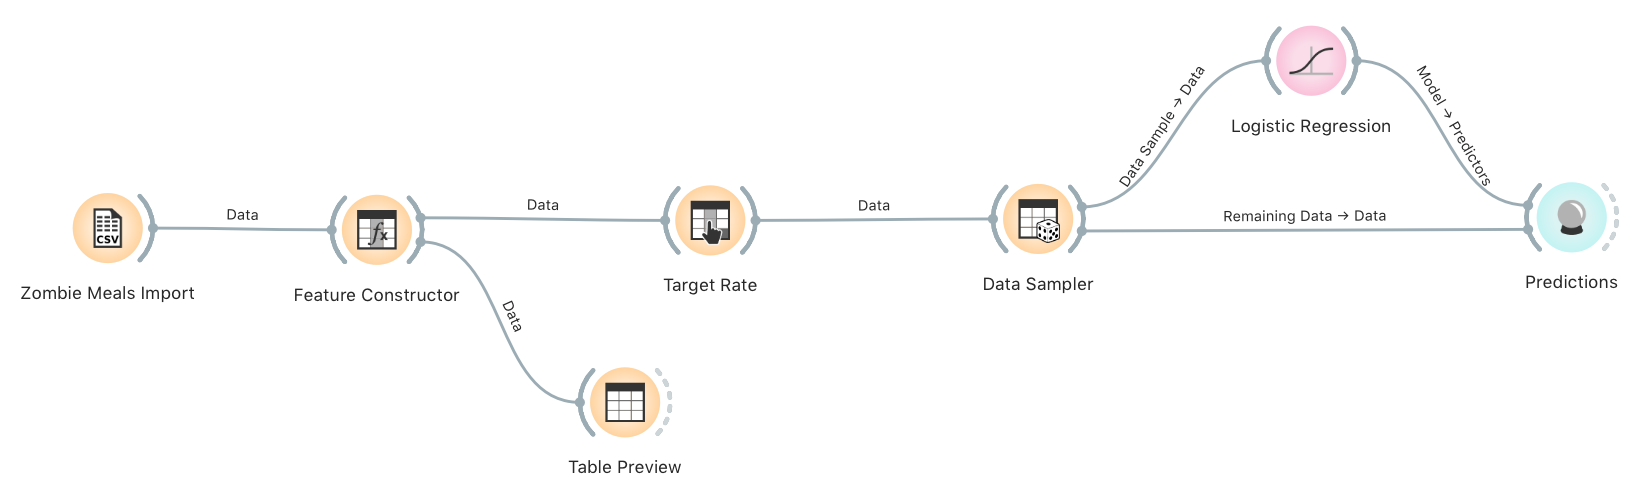 CSV
Zombie Meals Import
Data
fx
Feature Constructor
Data
Data
Table Preview
Target Rate
Data
Data Sampler
Data Sample → Data
Logistic Regression
Model → Predictors
Remaining Data → Data
Predictions